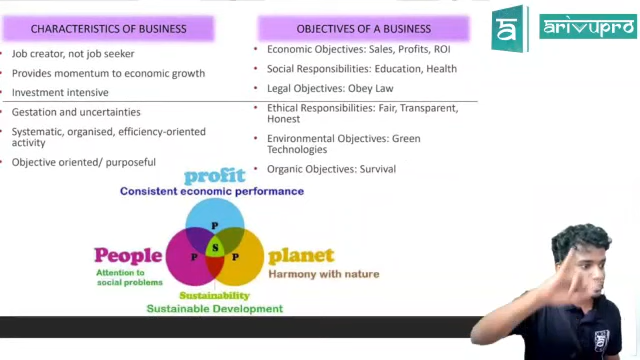 CHARACTERISTICS OF BUSINESS
Job creator, not job seeker
Provides momentum to economic growth
Investment intensive
Gestation and uncertainties
Systematic, organised, efficiency-oriented
activity
Objective oriented/ purposeful
OBJECTIVES OF A BUSINESS
Economic Objectives: Sales, Profits, ROI
Social Responsibilities: Education, Health
Legal Objectives: Obey Law
Ethical Responsibilities: Fair, Transparent,
Honest
Environmental Objectives: Green
Technologies
Organic Objectives: Survival
arivupro
profit
Consistent economic performance
P
People
P
S
P
planet
Attention to
social problems
Harmony with nature
Sustainability
Sustainable Development